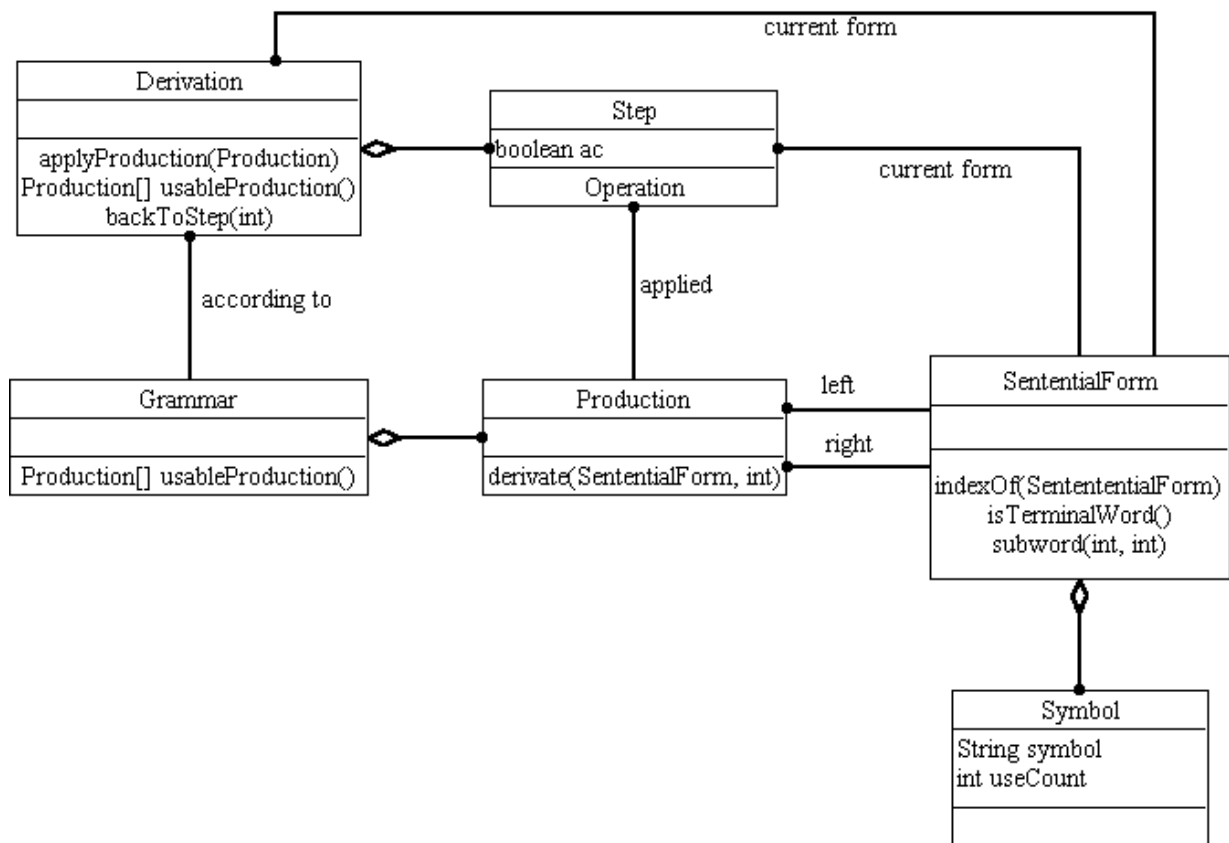 current form
Derivation
applyProduction(Production)
Production[] usableProduction()
backToStep(int)
Step
boolean ac
Operation
current form
according to
applied
Grammar
Production[] usableProduction()
Production
derivate(SententialForm, int)
left
right
SententialForm
indexOf(SentententialForm)
isTerminalWord()
subword(int, int)
Symbol
String symbol
int useCount